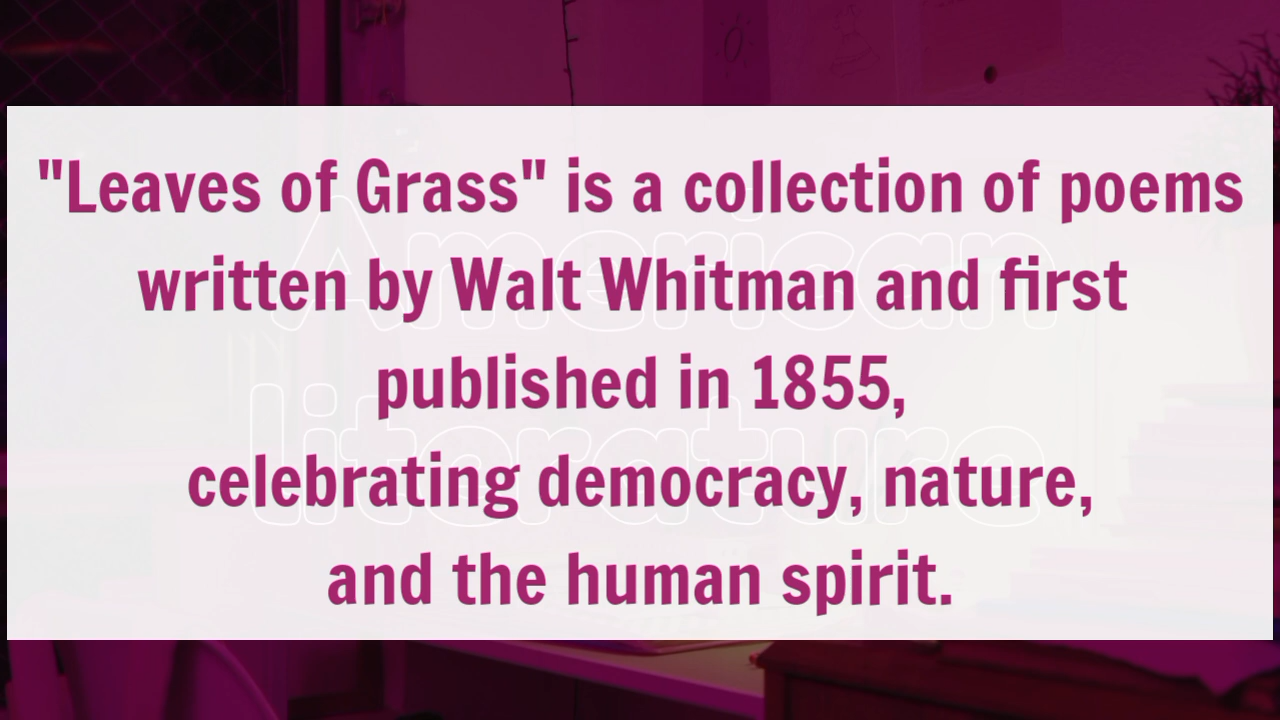 "Leaves of Grass" is a collection of poems
written by Walt Whitman and first
published in 1855,
celebrating democracy, nature,
and the human spirit.
American
literature